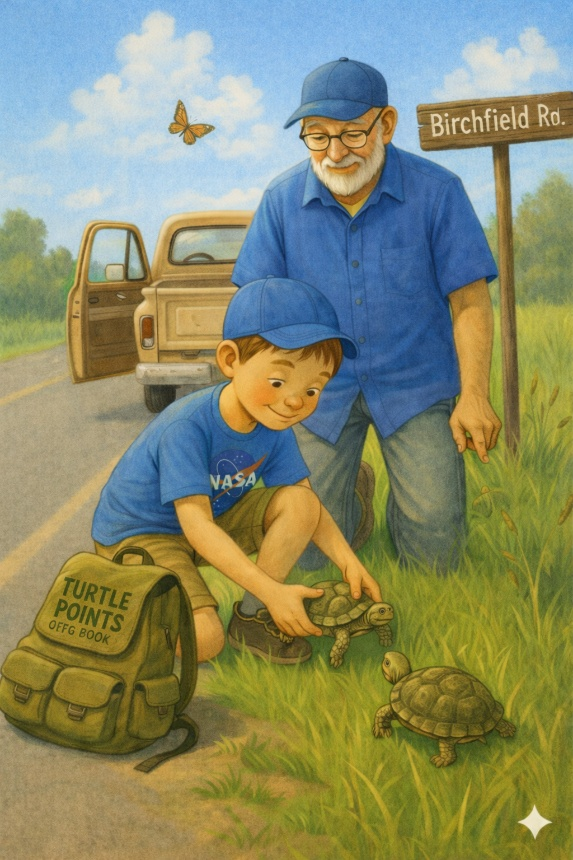 Birchfield Rd.
NASA
TURTLE
POINTS
OFFG BOOK